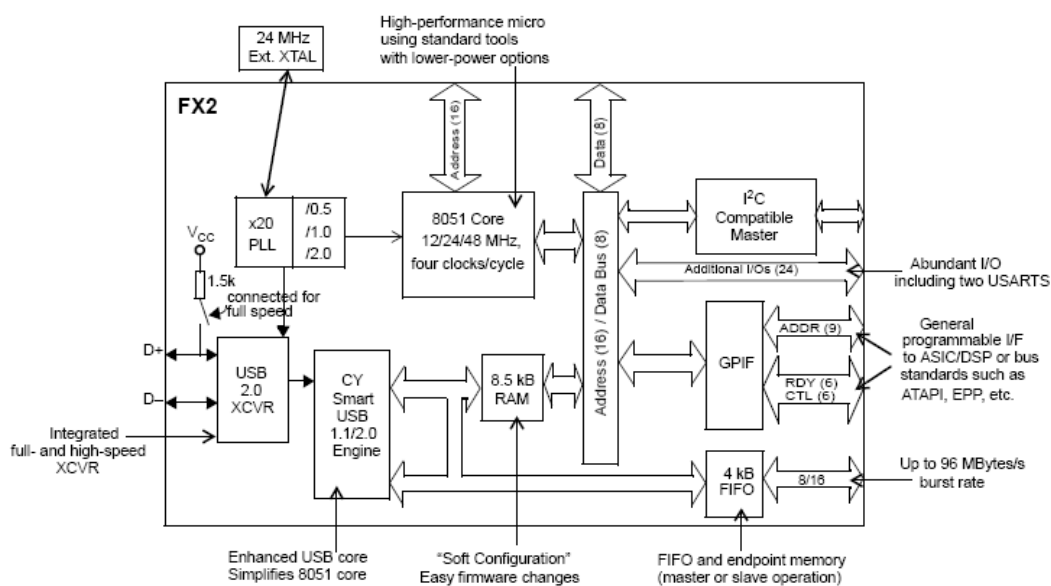 High-performance micro
using standard tools
with lower-power options
24 MHz
Ext. XTAL
FX2
Address (16)
Data (8)
x20
PLL
/0.5
/1.0
/2.0
8051 Core
12/24/48 MHz,
four clocks/cycle
I2C
Compatible
Master
VCC
1.5k
connected for
full speed
Address (16) / Data Bus (8)
Additional I/Os (24)
Abundant I/O
including two USARTS
D+
D–
USB
2.0
XCVR
CY
Smart
USB
1.1/2.0
Engine
8.5 kB
RAM
GPIF
ADDR (9)
RDY (6)
CTL (6)
General
programmable I/F
to ASIC/DSP or bus
standards such as
ATAPI, EPP, etc.
Integrated
full- and high-speed
XCVR
4 kB
FIFO
8/16
Up to 96 MBytes/s
burst rate
Enhanced USB core
Simplifies 8051 core
“Soft Configuration”
Easy firmware changes
FIFO and endpoint memory
(master or slave operation)